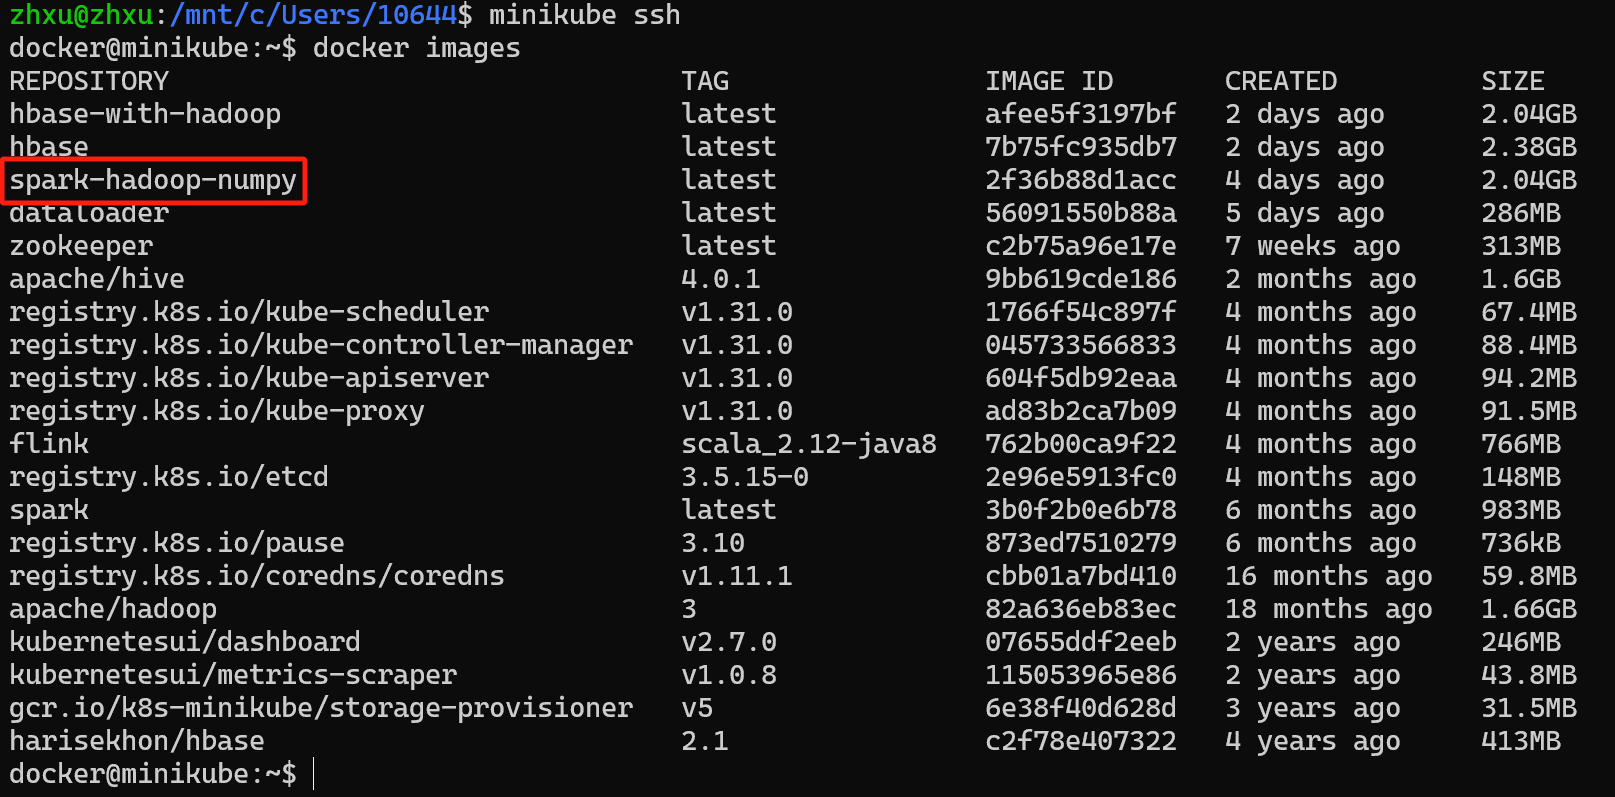 zhxu@zhxu:/mnt/c/Users/10644$ minikube ssh
docker@minikube:~$ docker images
REPOSITORY TAG IMAGE ID CREATED SIZE
hbase-with-hadoop latest afee5f3197bf 2 days ago 2.04GB
hbase latest 7b75fc935db7 2 days ago 2.38GB
spark-hadoop-numpy latest 2f36b88d1acc 4 days ago 2.04GB
dataloader latest 56091550b88a 5 days ago 286MB
zookeeper latest c2b75a96e17e 7 weeks ago 313MB
apache/hive 4.0.1 9bb619cde186 2 months ago 1.6GB
registry.k8s.io/kube-scheduler v1.31.0 1766f54c897f 4 months ago 67.4MB
registry.k8s.io/kube-controller-manager v1.31.0 045733566833 4 months ago 88.4MB
registry.k8s.io/kube-apiserver v1.31.0 604f5db92eaa 4 months ago 94.2MB
registry.k8s.io/kube-proxy v1.31.0 ad83b2ca7b09 4 months ago 91.5MB
flink scala_2.12-java8 762b00ca9f22 4 months ago 766MB
registry.k8s.io/etcd 3.5.15-0 2e96e5913fc0 4 months ago 148MB
spark latest 3b0f2b0e6b78 6 months ago 983MB
registry.k8s.io/pause 3.10 873ed7510279 6 months ago 736kB
registry.k8s.io/coredns/coredns v1.11.1 cbb01a7bd410 16 months ago 59.8MB
apache/hadoop 3 82a636eb83ec 18 months ago 1.66GB
kubernetesui/dashboard v2.7.0 07655ddf2eeb 2 years ago 246MB
kubernetesui/metrics-scraper v1.0.8 115053965e86 2 years ago 43.8MB
gcr.io/k8s-minikube/storage-provisioner v5 6e38f40d628d 3 years ago 31.5MB
harisekhon/hbase 2.1 c2f78e407322 4 years ago 413MB
docker@minikube:~$